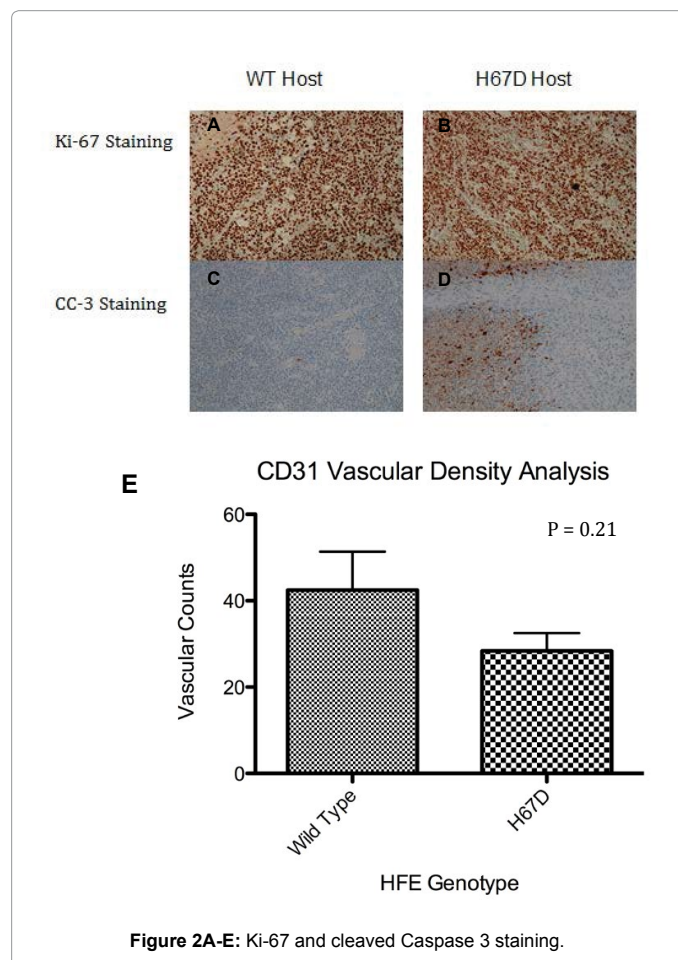 WT Host
H67D Host
Ki-67 Staining
A
B
CC-3 Staining
C
D
E
CD31 Vascular Density Analysis
P = 0.21
Vascular Counts
60
40
20
0
Wild Type
H67D
HFE Genotype
Figure 2A-E: Ki-67 and cleaved Caspase 3 staining.